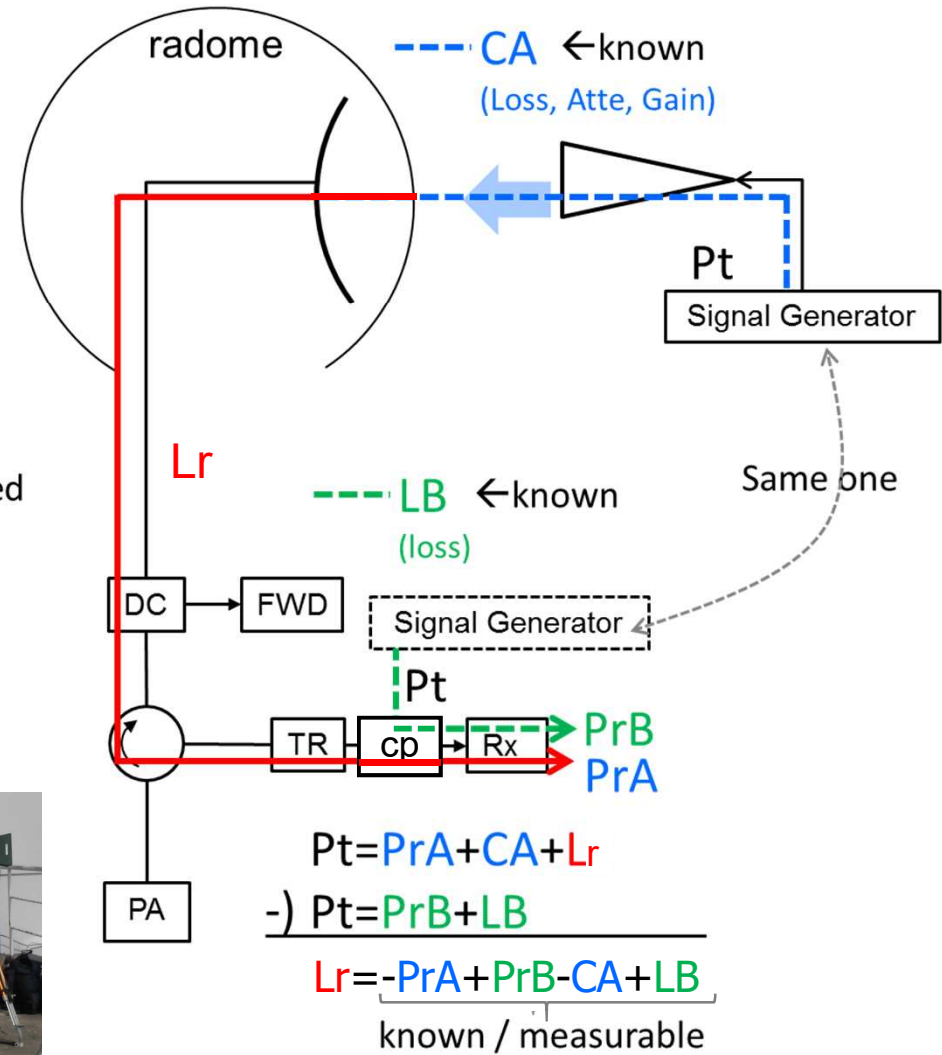 radome
CA ←known
(Loss, Atte, Gain)
Pt
Signal Generator
Lr
ed
LB ←known
(loss)
Same one
DC
FWD
Signal Generator
Pt
TR
cp
Rx
PrB
PrA
PA
Pt=PrA+CA+Lr
-) Pt=PrB+LB
Lr=-PrA+PrB-CA+LB
known / measurable